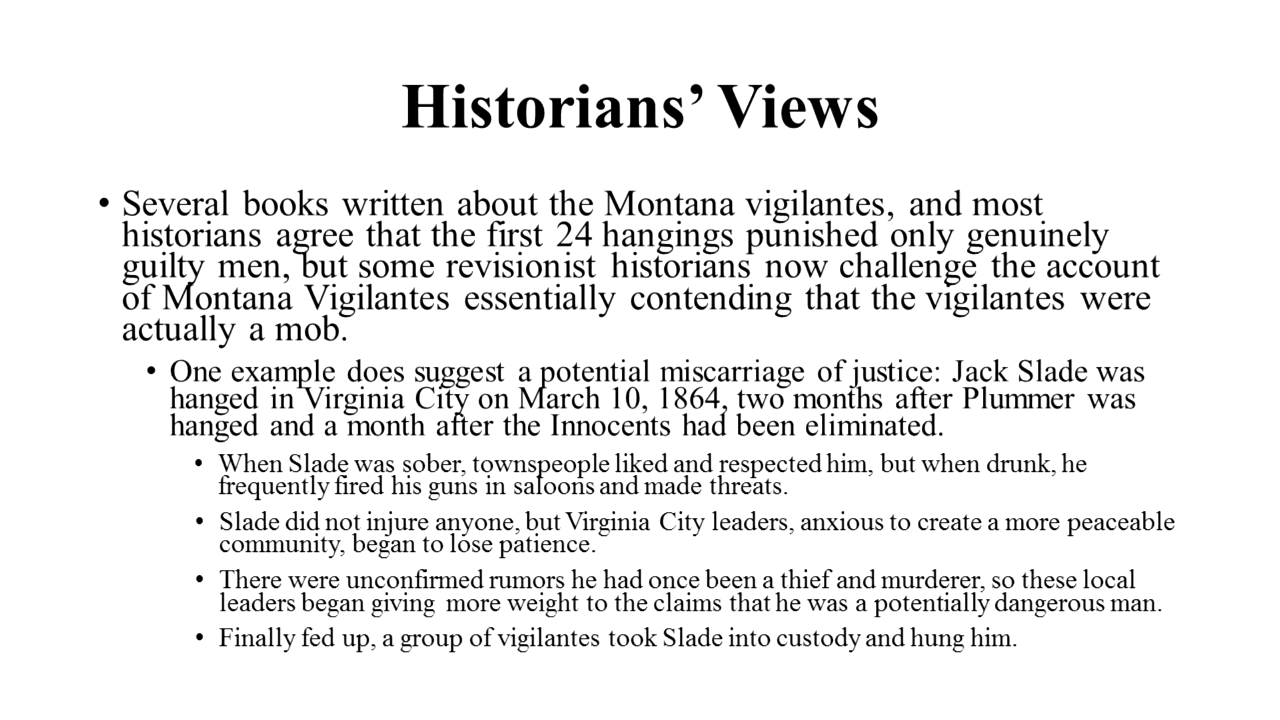 Historians’ Views
• Several books written about the Montana vigilantes, and most
historians agree that the first 24 hangings punished only genuinely
guilty men, but some revisionist historians now challenge the account
of Montana Vigilantes essentially contending that the vigilantes were
actually a mob.
• One example does suggest a potential miscarriage of justice: Jack Slade was
hanged in Virginia City on March 10, 1864, two months after Plummer was
hanged and a month after the Innocents had been eliminated.
• When Slade was sober, townspeople liked and respected him, but when drunk, he
frequently fired his guns in saloons and made threats.
• Slade did not injure anyone, but Virginia City leaders, anxious to create a more peaceable
community, began to lose patience.
• There were unconfirmed rumors he had once been a thief and murderer, so these local
leaders began giving more weight to the claims that he was a potentially dangerous man.
• Finally fed up, a group of vigilantes took Slade into custody and hung him.